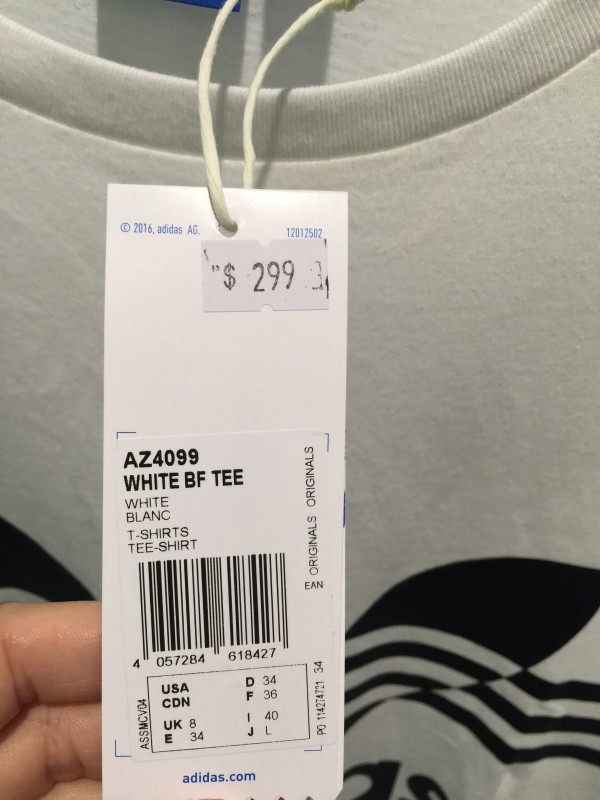 © 2016, adidas AG.
12012502
$ 299
AZ4099
WHITE BF TEE
WHITE
BLANC
T-SHIRTS
TEE-SHIRT
ORIGINALS ORIGINALS
EAN
4 057284 618427
ASSMCV04
USA
CDN
UK 8
E 34
D 34
F 36
I 40
J L
PO 114274721 34
adidas.com